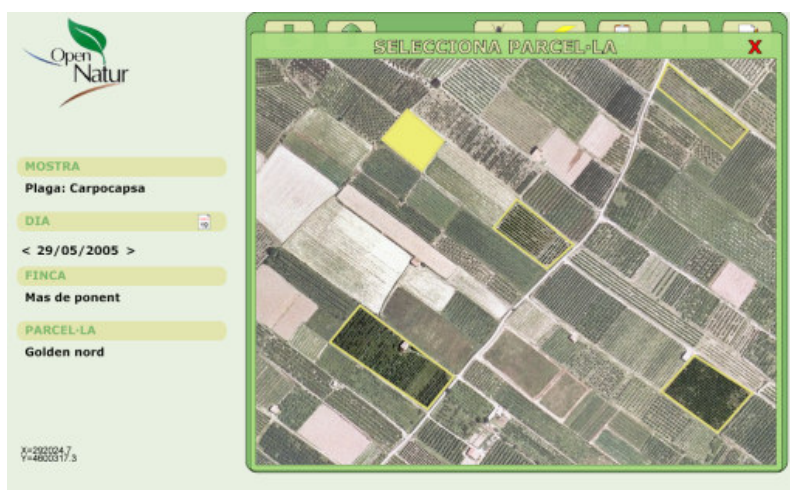 Open
Natur
SELECCIONA PARCEL·LA
X
MOSTRA
Plaga: Carpocapsa
DIA
< 29/05/2005 >
FINCA
Mas de ponent
PARCEL·LA
Golden nord
X=292024.7
Y=4600317.3